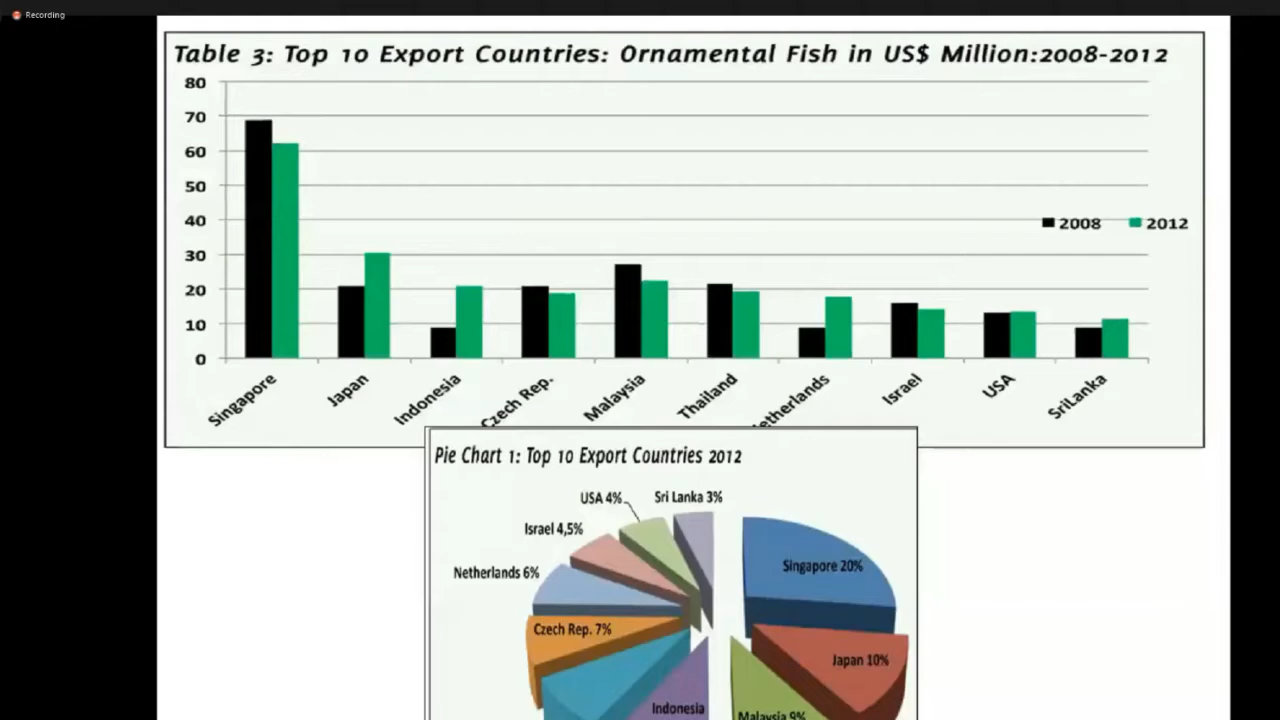 Recording
Table 3: Top 10 Export Countries: Ornamental Fish in US$ Million:2008-2012
80
70
60
50
40
30
20
10
0
2008 2012
Singapore
Japan
Indonesia
Czech Rep.
Malaysia
Thailand
etherlands
Israel
USA
SriLanka
Pie Chart 1: Top 10 Export Countries 2012
USA 4%
Sri Lanka 3%
Israel 4,5%
Singapore 20%
Netherlands 6%
Czech Rep. 7%
Japan 10%
Indonesia
Malaysia 9%